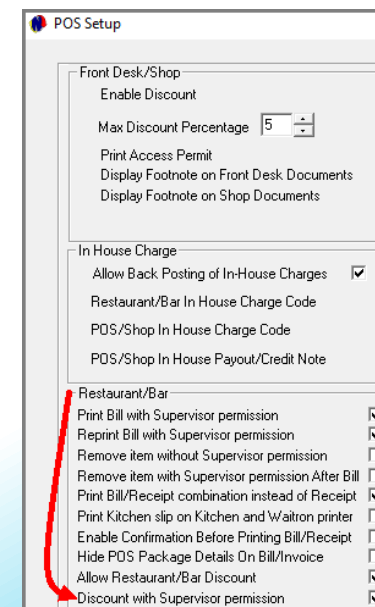 POS Setup
Front Desk/Shop
Enable Discount
Max Discount Percentage 5
Print Access Permit
Display Footnote on Front Desk Documents
Display Footnote on Shop Documents
In House Charge
Allow Back Posting of In-House Charges
Restaurant/Bar In House Charge Code
POS/Shop In House Charge Code
POS/Shop In House Payout/Credit Note
Restaurant/Bar
Print Bill with Supervisor permission
Reprint Bill with Supervisor permission
Remove item without Supervisor permission
Remove item with Supervisor permission After Bill
Print Bill/Receipt combination instead of Receipt
Print Kitchen slip on Kitchen and Waitron printer
Enable Confirmation Before Printing Bill/Receipt
Hide POS Package Details On Bill/Invoice
Allow Restaurant/Bar Discount
Discount with Supervisor permission